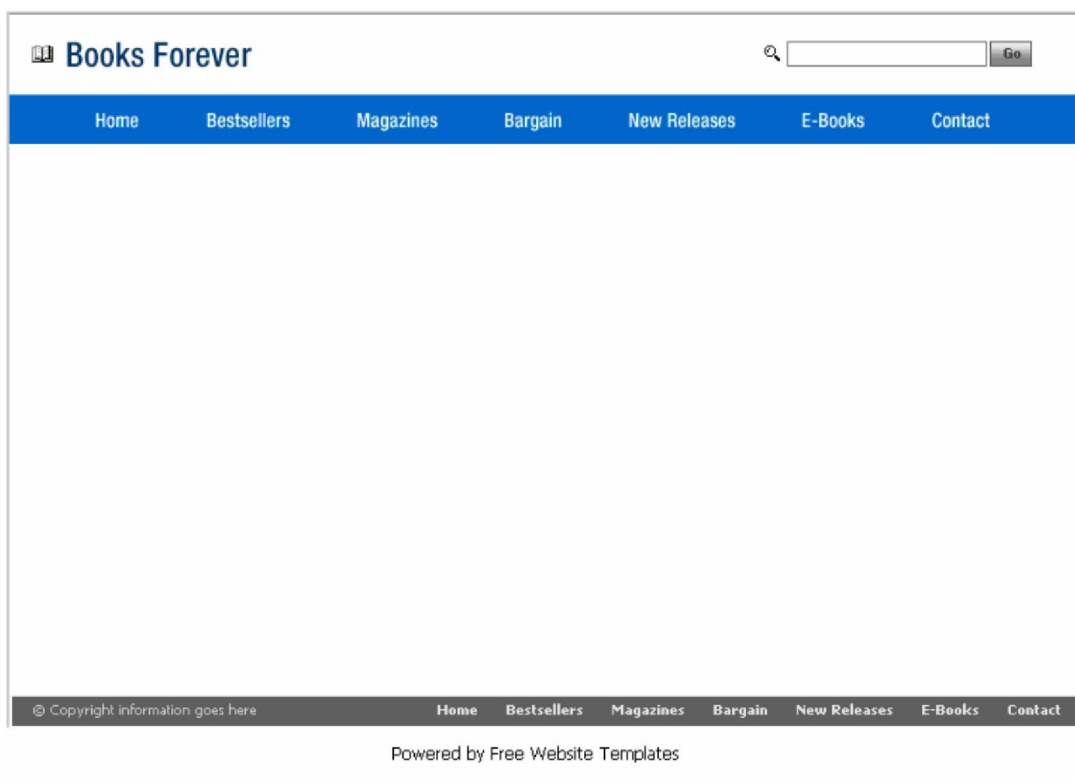 Books Forever
Go
Home Bestsellers Magazines Bargain New Releases E-Books Contact
© Copyright information goes here Home Bestsellers Magazines Bargain New Releases E-Books Contact
Powered by Free Website Templates